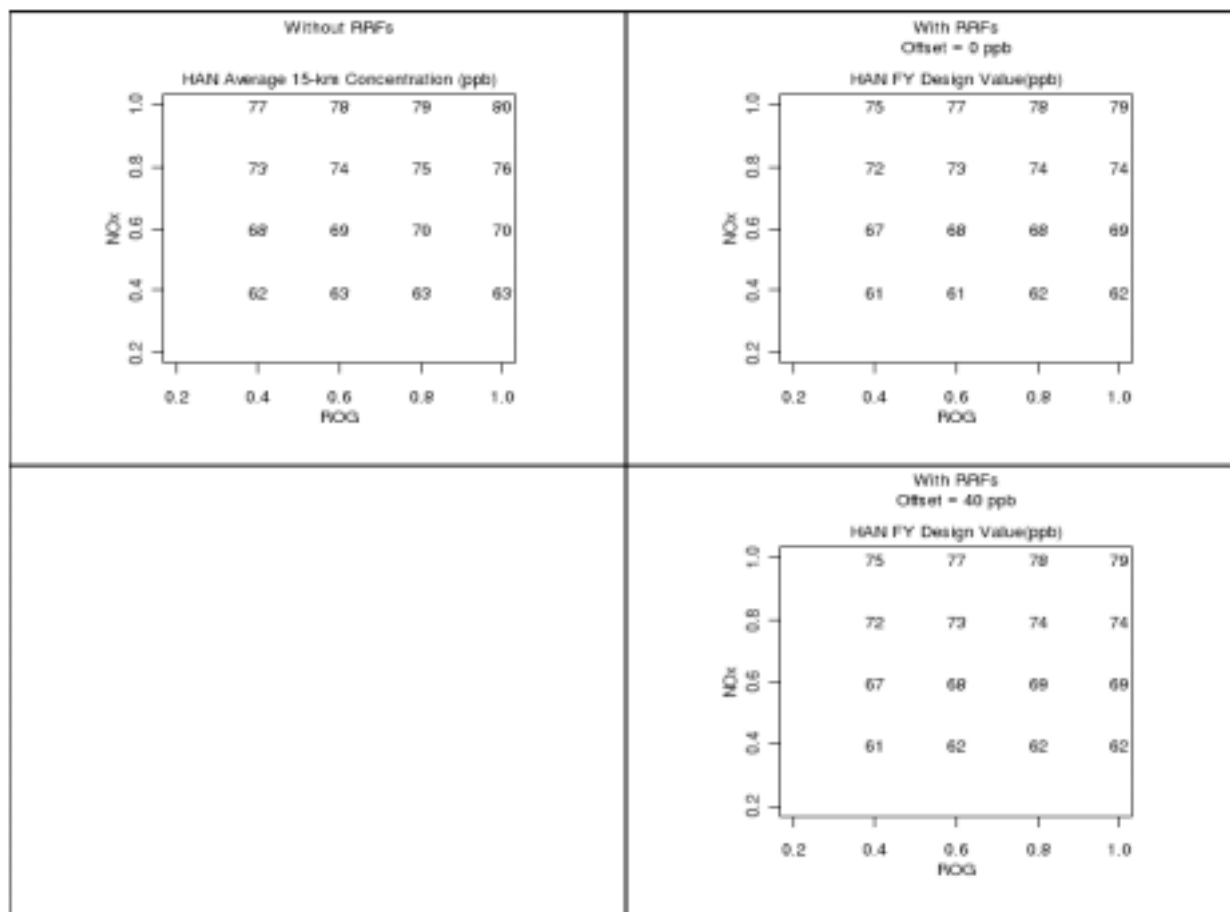 Without RRFs
HAN Average 15-km Concentration (ppb)
1.0 77 78 79 80
0.8 73 74 75 76
NOx
0.6 68 69 70 70
0.4 62 63 63 63
0.2
0.2 0.4 0.6 0.8 1.0
ROG
With RRFs
Offset = 0 ppb
HAN FY Design Value(ppb)
1.0 75 77 78 79
0.8 72 73 74 74
NOx
0.6 67 68 68 69
0.4 61 61 62 62
0.2
0.2 0.4 0.6 0.8 1.0
ROG
With RRFs
Offset = 40 ppb
HAN FY Design Value(ppb)
1.0 75 77 78 79
0.8 72 73 74 74
NOx
0.6 67 68 69 69
0.4 61 62 62 62
0.2
0.2 0.4 0.6 0.8 1.0
ROG